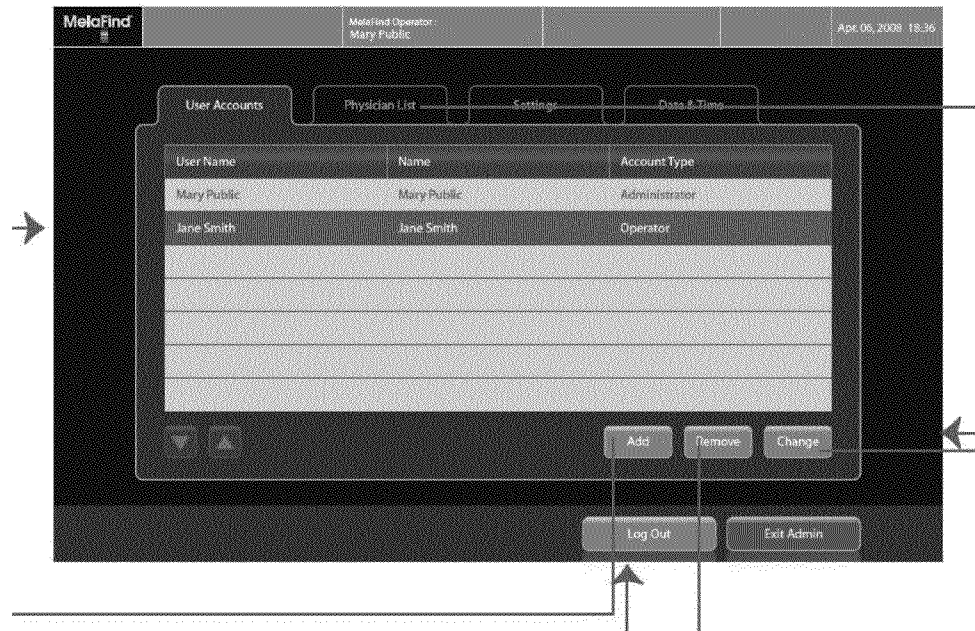 MelaFind
MelaFind Operator :
Mary Public
Apr. 06, 2008 18:36
User Accounts
Physician List
Settings
Date & Time
User Name Name Account Type
Mary Public Mary Public Administrator
Jane Smith Jane Smith Operator
Add Remove Change
Log Out Exit Admin